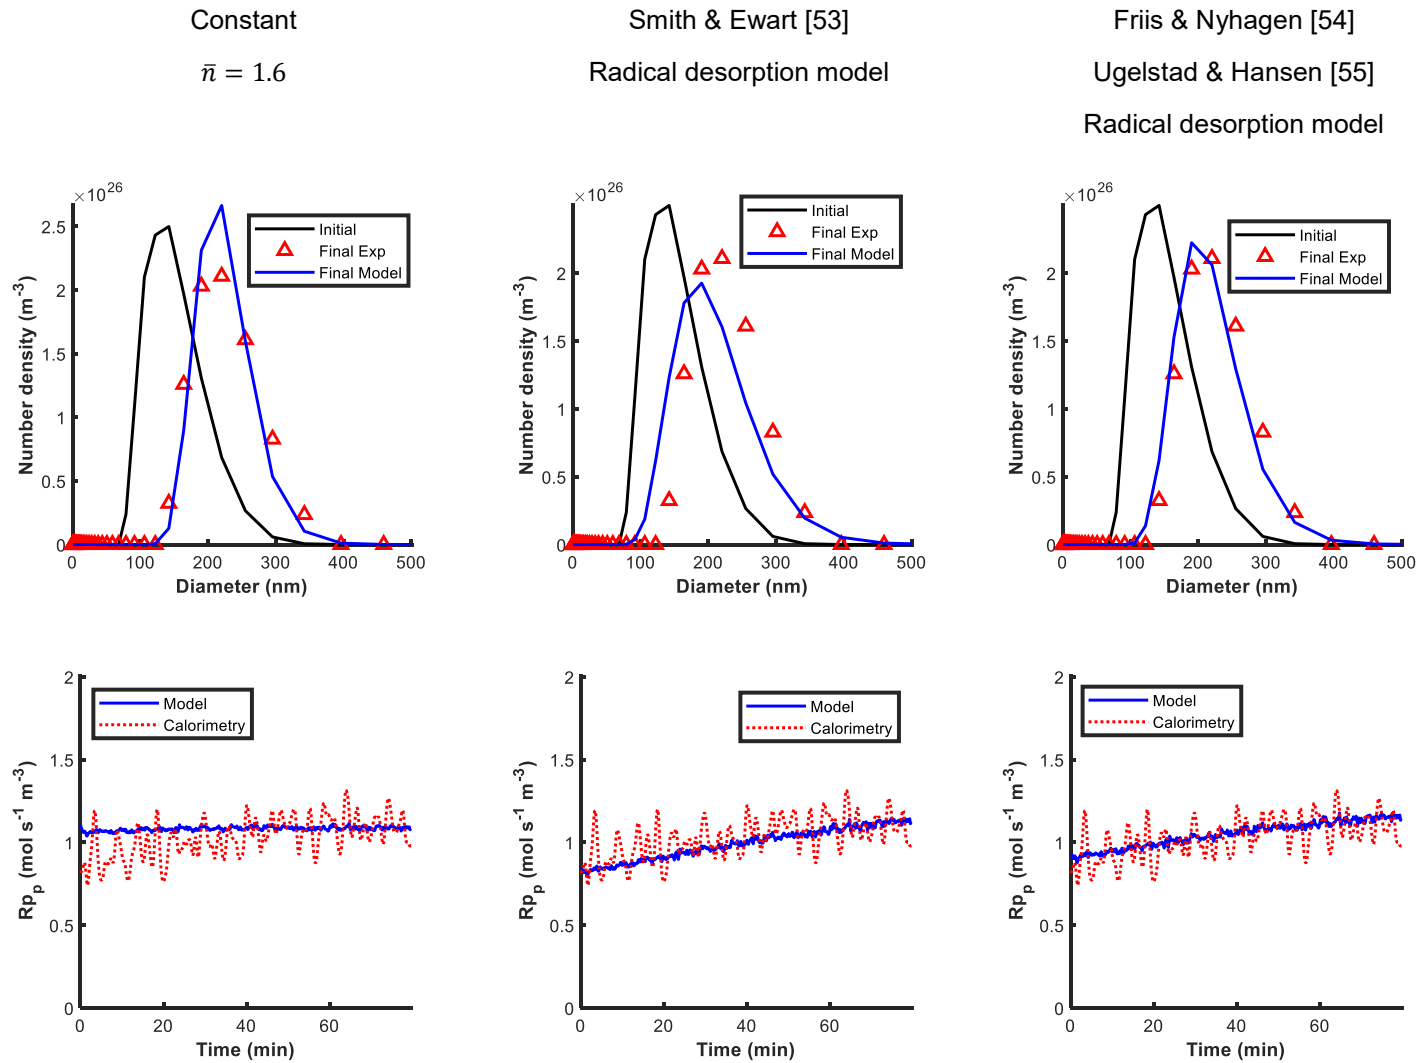 Constant
n̄ = 1.6
Smith & Ewart [53]
Radical desorption model
Friis & Nyhagen [54]
Ugelstad & Hansen [55]
Radical desorption model
×10^26
2.5
2
1.5
1
0.5
0
Number density (m^-3)
Initial
Final Exp
Final Model
0 100 200 300 400 500
Diameter (nm)
×10^26
2
1.5
1
0.5
0
Number density (m^-3)
Initial
Final Exp
Final Model
0 100 200 300 400 500
Diameter (nm)
×10^26
2
1.5
1
0.5
0
Number density (m^-3)
Initial
Final Exp
Final Model
0 100 200 300 400 500
Diameter (nm)
2
1.5
1
0.5
0
Rp_p (mol s^-1 m^-3)
Model
Calorimetry
0 20 40 60
Time (min)
2
1.5
1
0.5
0
Rp_p (mol s^-1 m^-3)
Model
Calorimetry
0 20 40 60
Time (min)
2
1.5
1
0.5
0
Rp_p (mol s^-1 m^-3)
Model
Calorimetry
0 20 40 60
Time (min)